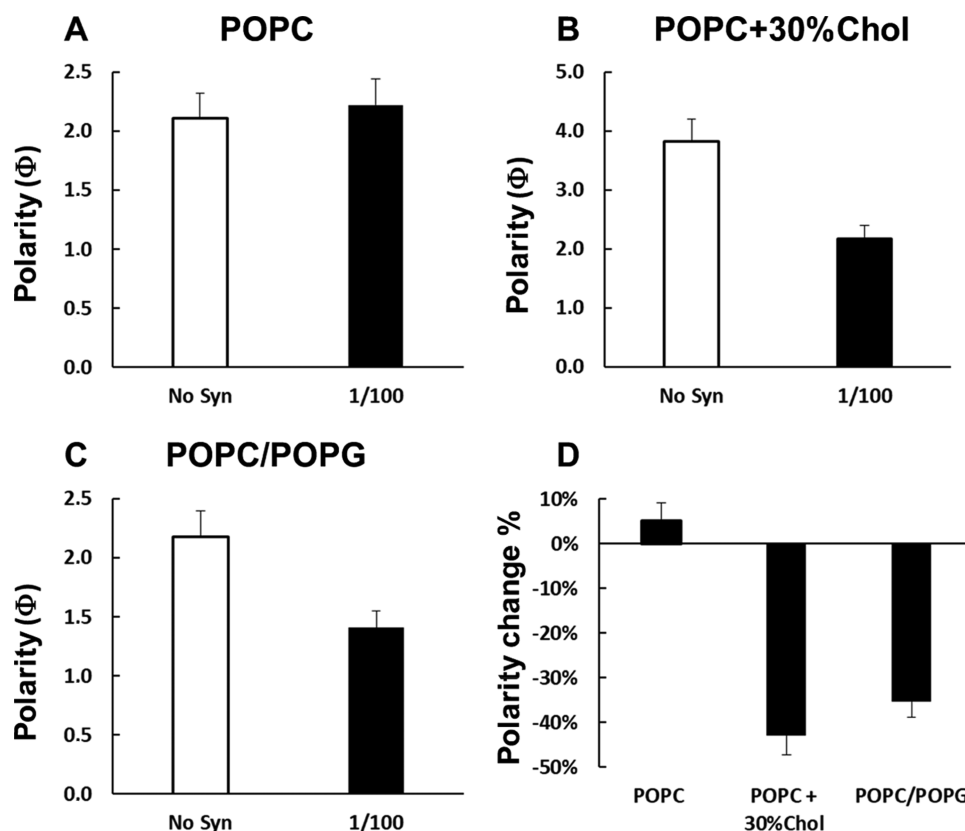 A POPC
Polarity (Φ)
2.5
2.0
1.5
1.0
0.5
0.0
No Syn 1/100
B POPC+30%Chol
Polarity (Φ)
5.0
4.0
3.0
2.0
1.0
0.0
No Syn 1/100
C POPC/POPG
Polarity (Φ)
2.5
2.0
1.5
1.0
0.5
0.0
No Syn 1/100
D
Polarity change %
10%
0%
-10%
-20%
-30%
-40%
-50%
POPC POPC + POPC/POPG
30%Chol